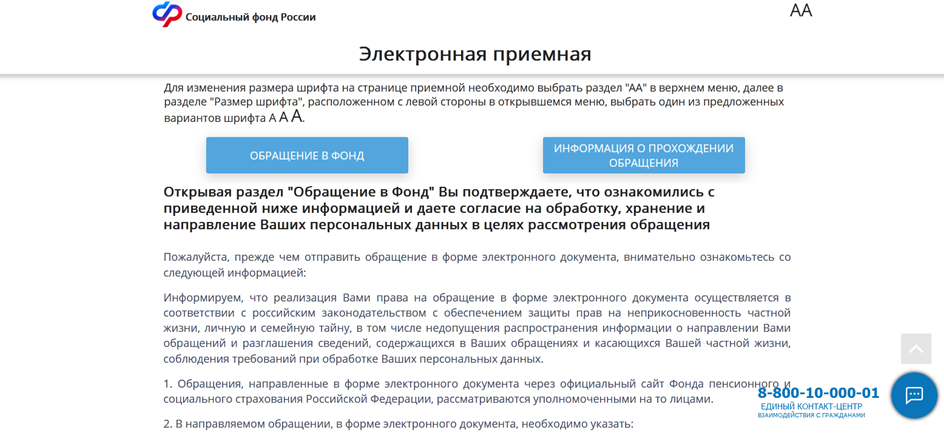 Социальный фонд России
АА
Электронная приемная
Для изменения размера шрифта на странице приемной необходимо выбрать раздел "АА" в верхнем меню, далее в
разделе "Размер шрифта", расположенном с левой стороны в открывшемся меню, выбрать один из предложенных
вариантов шрифта А А А.
ОБРАЩЕНИЕ В ФОНД
ИНФОРМАЦИЯ О ПРОХОЖДЕНИИ
ОБРАЩЕНИЯ
Открывая раздел "Обращение в Фонд" Вы подтверждаете, что ознакомились с
приведенной ниже информацией и даете согласие на обработку, хранение и
направление Ваших персональных данных в целях рассмотрения обращения
Пожалуйста, прежде чем отправить обращение в форме электронного документа, внимательно ознакомьтесь со
следующей информацией:
Информируем, что реализация Вами права на обращение в форме электронного документа осуществляется в
соответствии с российским законодательством с обеспечением защиты прав на неприкосновенность частной
жизни, личную и семейную тайну, в том числе недопущения распространения информации о направлении Вами
обращений и разглашения сведений, содержащихся в Ваших обращениях и касающихся Вашей частной жизни,
соблюдения требований при обработке Ваших персональных данных.
1. Обращения, направленные в форме электронного документа через официальный сайт Фонда пенсионного и
социального страхования Российской Федерации, рассматриваются уполномоченными на то лицами.
2. В направляемом обращении, в форме электронного документа, необходимо указать:
8-800-10-000-01
ЕДИНЫЙ КОНТАКТ-ЦЕНТР
ВЗАИМОДЕЙСТВИЯ С ГРАЖДАНАМИ